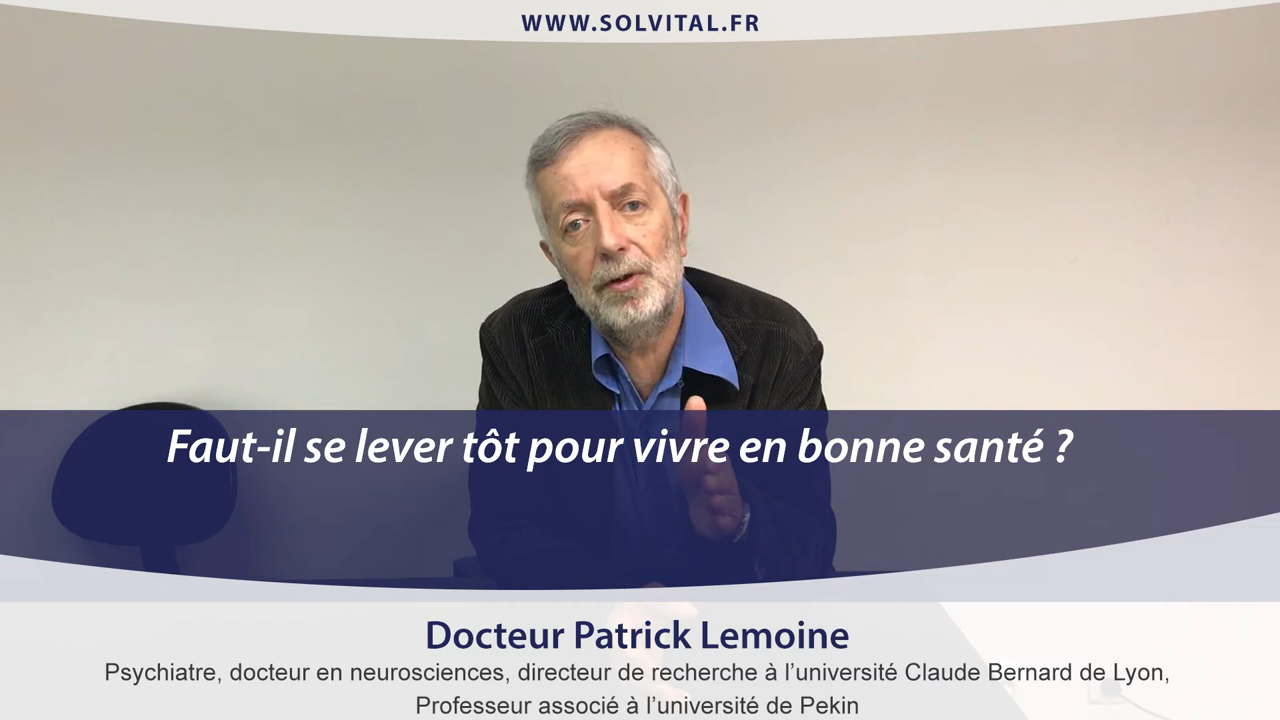 WWW.SOLVITAL.FR
Faut-il se lever tôt pour vivre en bonne santé ?
Docteur Patrick Lemoine
Psychiatre, docteur en neurosciences, directeur de recherche à l’université Claude Bernard de Lyon,
Professeur associé à l’université de Pekin